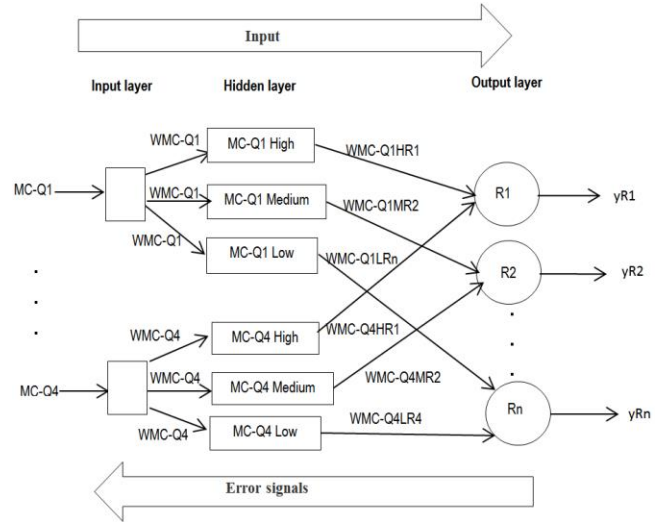 Input
Input layer Hidden layer Output layer
WMC-Q1 MC-Q1 High WMC-Q1HR1
MC-Q1 WMC-Q1 MC-Q1 Medium WMC-Q1MR2 R1 yR1
WMC-Q1 MC-Q1 Low WMC-Q1LRn
R2 yR2
WMC-Q4 MC-Q4 High WMC-Q4HR1
MC-Q4 WMC-Q4 MC-Q4 Medium WMC-Q4MR2
WMC-Q4 MC-Q4 Low WMC-Q4LR4 Rn yRn
Error signals